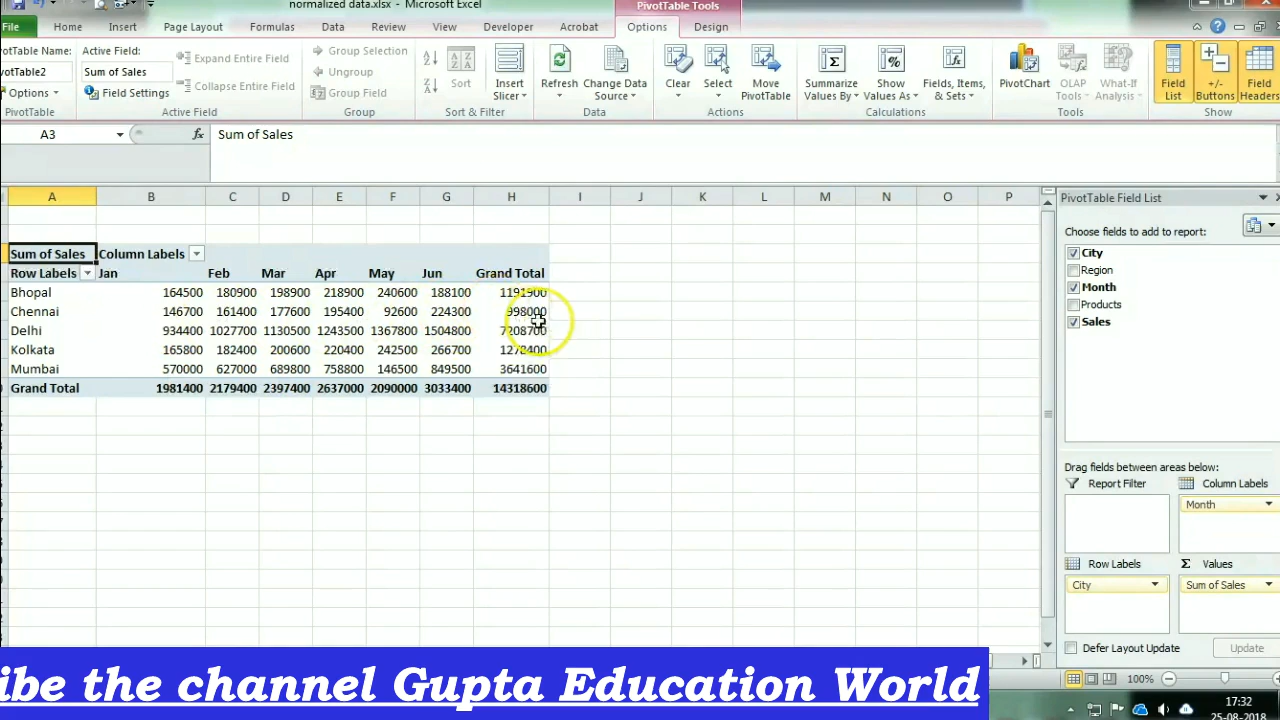 normalized data.xlsx - Microsoft Excel
PivotTable Tools
File Home Insert Page Layout Formulas Data Review View Developer Acrobat Options Design
Active Field:
Sum of Sales
Field Settings
Active Field
Options
PivotTable
Expand Entire Field
Collapse Entire Field
Group Selection
Ungroup
Group Field
Group
Sort
Insert Slicer
Sort & Filter
Refresh
Change Data Source
Data
Clear
Select
Move PivotTable
Actions
Summarize Values By
Show Values As
Fields, Items, & Sets
Calculations
PivotChart
OLAP Tools
What-If Analysis
Tools
Field List
+/- Buttons
Field Headers
Show
A3 fx Sum of Sales
A B C D E F G H I J K L M N O P
Sum of Sales Column Labels
Row Labels Jan Feb Mar Apr May Jun Grand Total
Bhopal 164500 180900 198900 218900 240600 188100 1191900
Chennai 146700 161400 177600 195400 92600 224300 998000
Delhi 934400 1027700 1130500 1243500 1367800 1504800 7208700
Kolkata 165800 182400 200600 220400 242500 266700 1278400
Mumbai 570000 627000 689800 758800 146500 849500 3641600
Grand Total 1981400 2179400 2397400 2637000 2090000 3033400 14318600
PivotTable Field List
Choose fields to add to report:
City
Region
Month
Products
Sales
Drag fields between areas below:
Report Filter
Column Labels
Month
Row Labels
Σ Values
City
Sum of Sales
Defer Layout Update Update
100%
ibe the channel Gupta Education World
17:32
25-08-2018